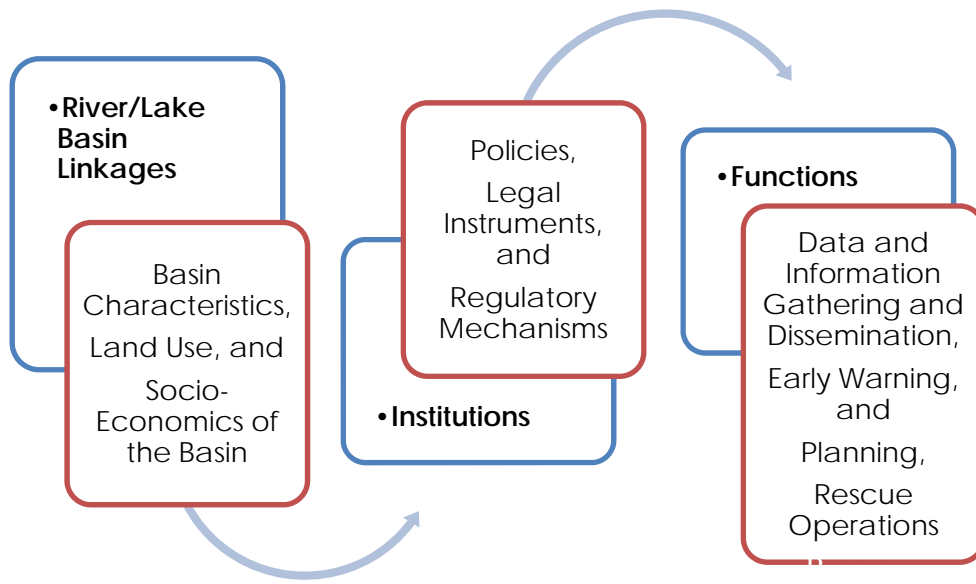 •River/Lake
Basin
Linkages
Basin
Characteristics,
Land Use, and
Socio-
Economics of
the Basin
Policies,
Legal
Instruments,
and
Regulatory
Mechanisms
•Institutions
•Functions
Data and
Information
Gathering and
Dissemination,
Early Warning,
and
Planning,
Rescue
Operations